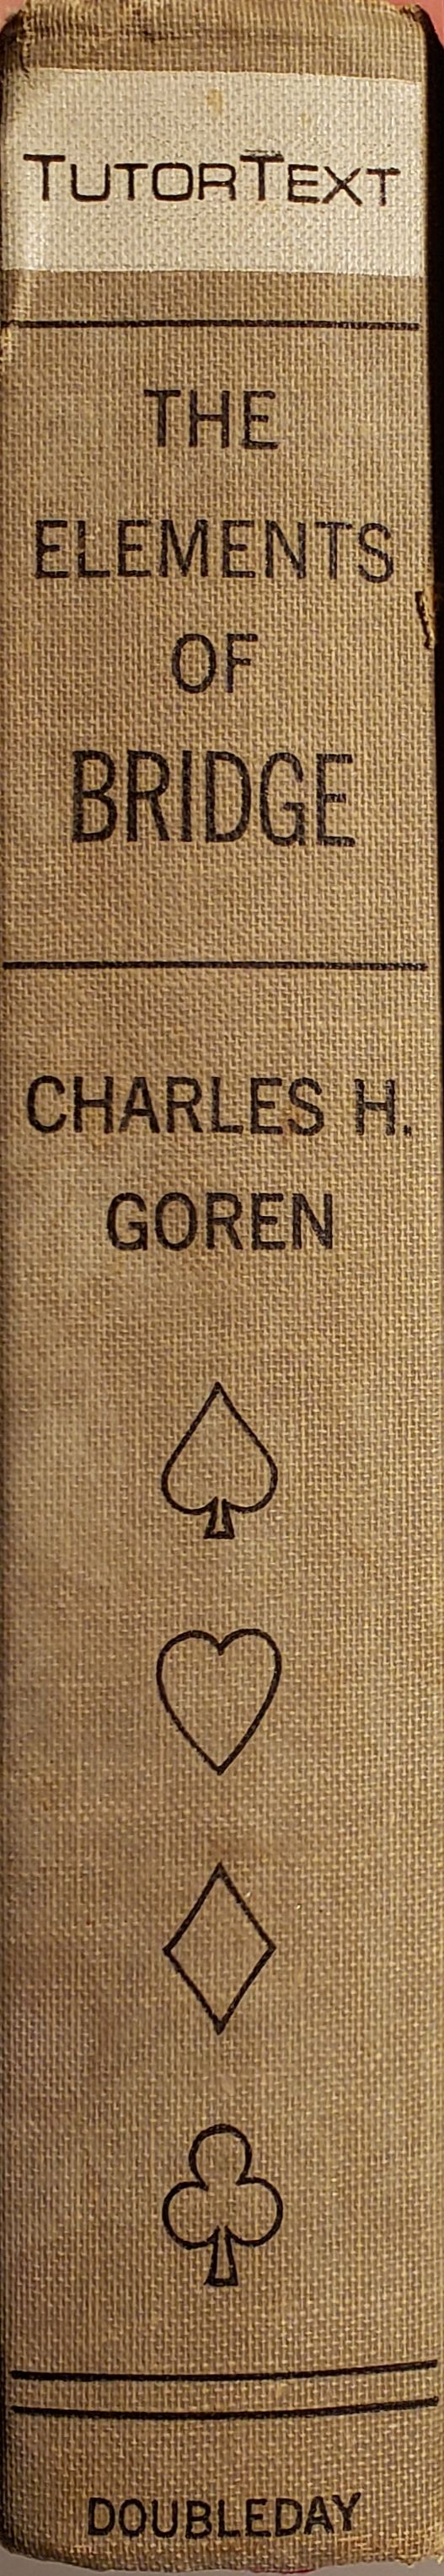 TUTORTEXT
THE
ELEMENTS
OF
BRIDGE
CHARLES H.
GOREN
DOUBLEDAY